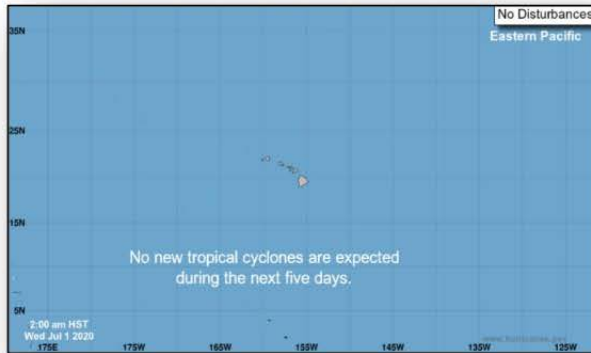 No Disturbances
Eastern Pacific
35N
25N
15N
No new tropical cyclones are expected
during the next five days.
5N
2:00 am HST
Wed Jul 1 2020
175E
175W
165W
155W
145W
135W
125W